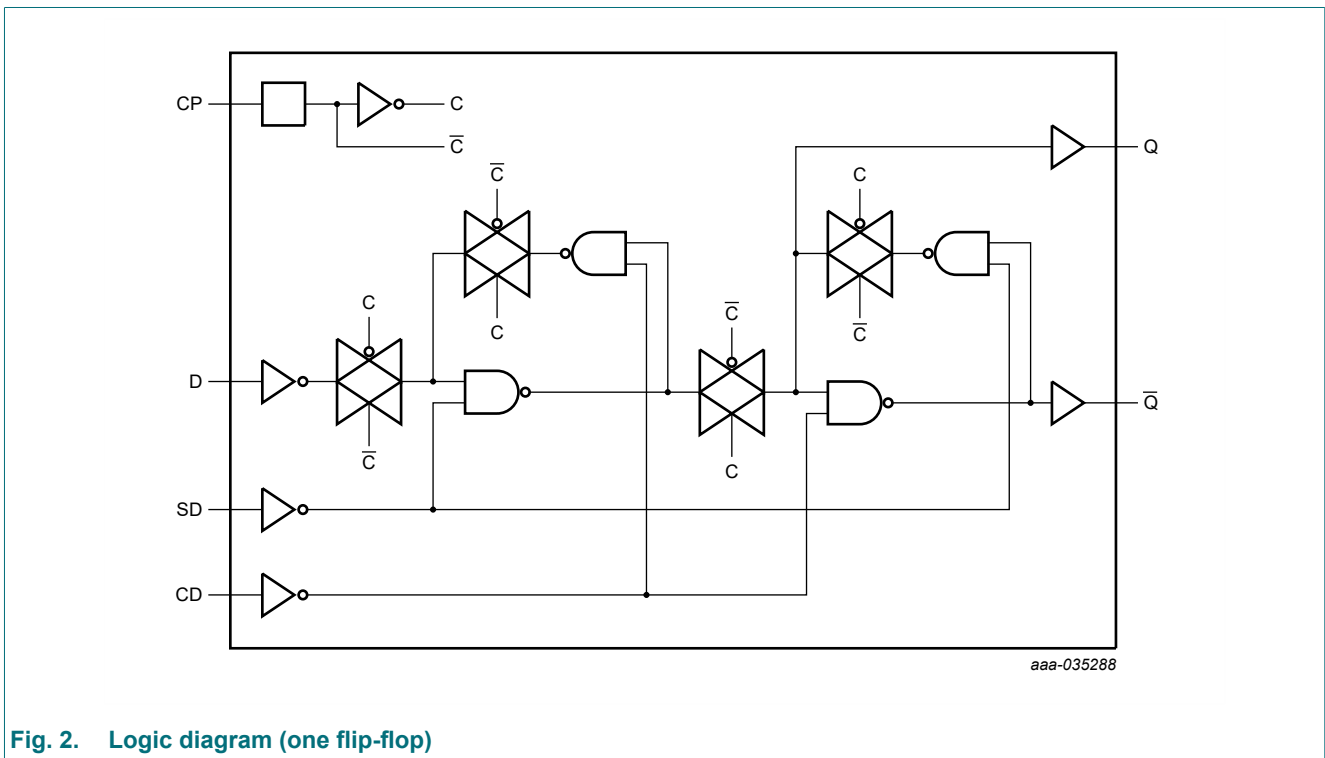 CP
C
C̅
Q
C̅
C
C
C̅
C
C
C̅
D
Q̅
C̅
C
SD
CD
aaa-035288
Fig. 2. Logic diagram (one flip-flop)